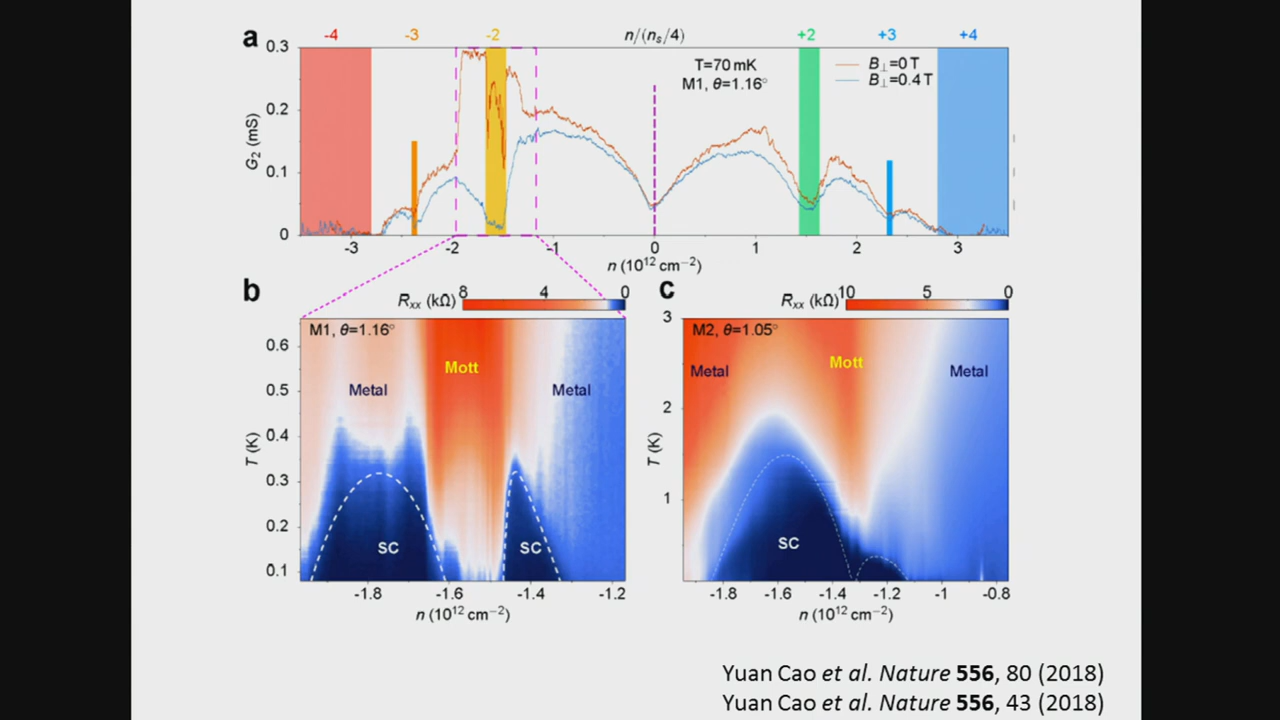 a
-4 -3 -2 n/(nₛ/4) +2 +3 +4
0.3
0.2
0.1
0
G₂ (mS)
T=70 mK
M1, θ=1.16°
B⊥=0 T
B⊥=0.4 T
-3 -2 -1 0 1 2 3
n (10¹² cm⁻²)
b
Rxx (kΩ) 8 4 0
M1, θ=1.16°
Mott
Metal
Metal
SC
SC
0.6
0.5
0.4
0.3
0.2
0.1
T (K)
-1.8 -1.6 -1.4 -1.2
n (10¹² cm⁻²)
c
Rxx (kΩ) 10 5 0
M2, θ=1.05°
Mott
Metal
Metal
SC
3
2
1
T (K)
-1.8 -1.6 -1.4 -1.2 -1 -0.8
n (10¹² cm⁻²)
Yuan Cao et al. Nature 556, 80 (2018)
Yuan Cao et al. Nature 556, 43 (2018)